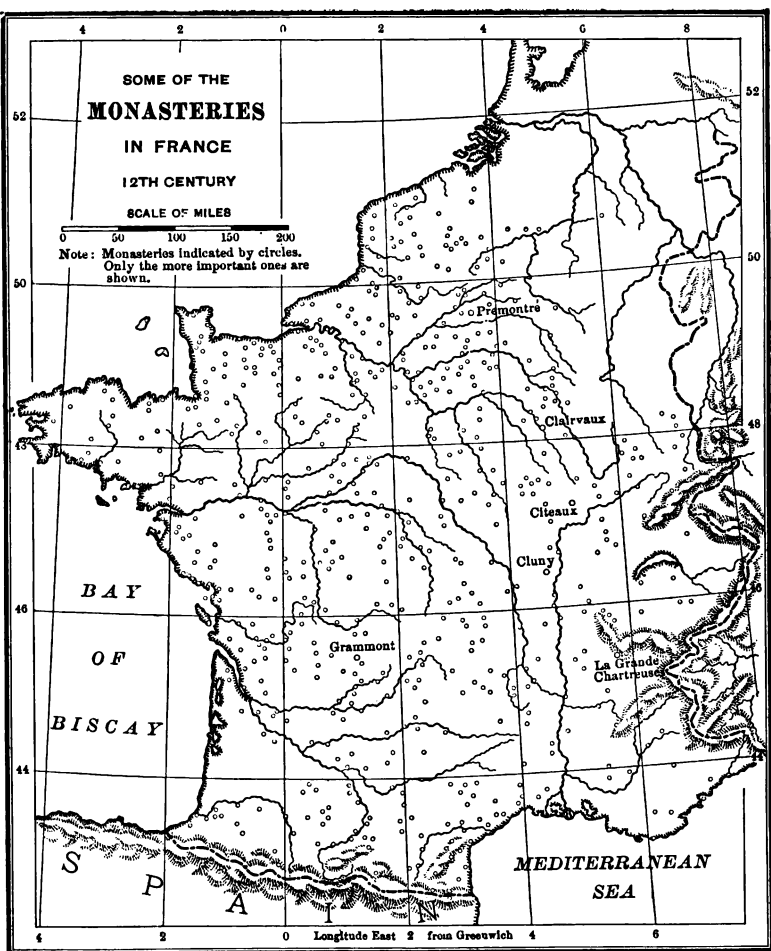 4 2 0 2 4 6 8
SOME OF THE
MONASTERIES
IN FRANCE
12TH CENTURY
SCALE OF MILES
0 50 100 150 200
Note: Monasteries indicated by circles.
Only the more important ones are
shown.
52 52
50 50
Premontré
Clairvaux
48
Citeaux
Cluny
BAY
46
OF
Grammont
La Grande
Chartreuse
BISCAY
44
SPAIN
MEDITERRANEAN
SEA
4 2 0 Longitude East 2 from Greenwich 4 6